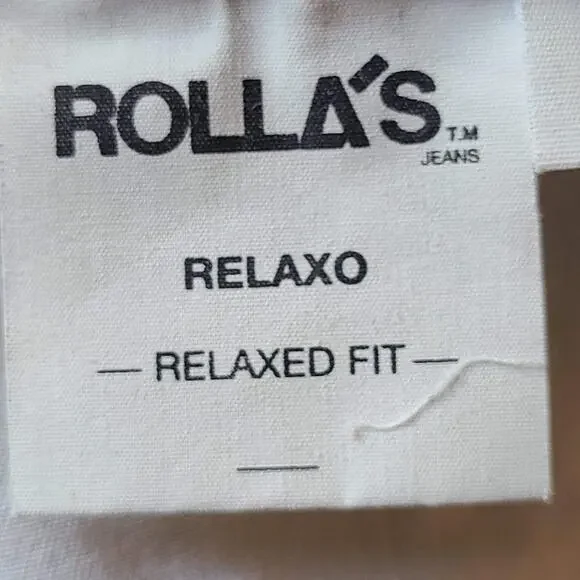 ROLLA'S T.M
JEANS
RELAXO
— RELAXED FIT —